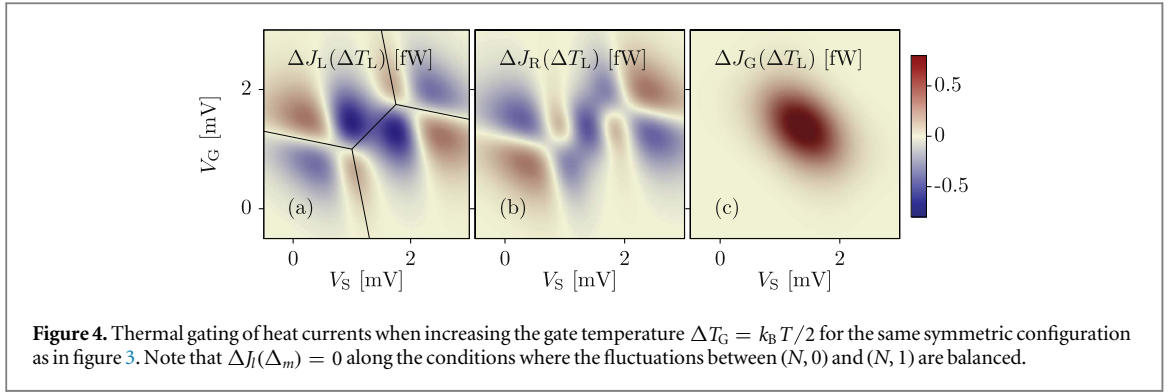 ΔJ_L(ΔT_L) [fW]
ΔJ_R(ΔT_L) [fW]
ΔJ_G(ΔT_L) [fW]
2
0
V_G [mV]
(a)
(b)
(c)
0.5
0
-0.5
0 2
0 2
0 2
V_S [mV]
V_S [mV]
V_S [mV]
Figure 4. Thermal gating of heat currents when increasing the gate temperature ΔT_G = k_B T/2 for the same symmetric configuration
as in figure 3. Note that ΔJ_l(Δ_m) = 0 along the conditions where the fluctuations between (N, 0) and (N, 1) are balanced.